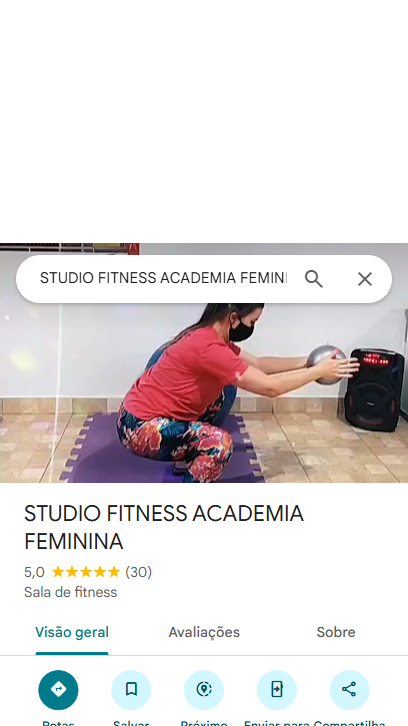 STUDIO FITNESS ACADEMIA FEMINI
STUDIO FITNESS ACADEMIA
FEMININA
5,0 (30)
Sala de fitness
Visão geral Avaliações Sobre
Rotas Salvar Próximo Enviar para Compartilha